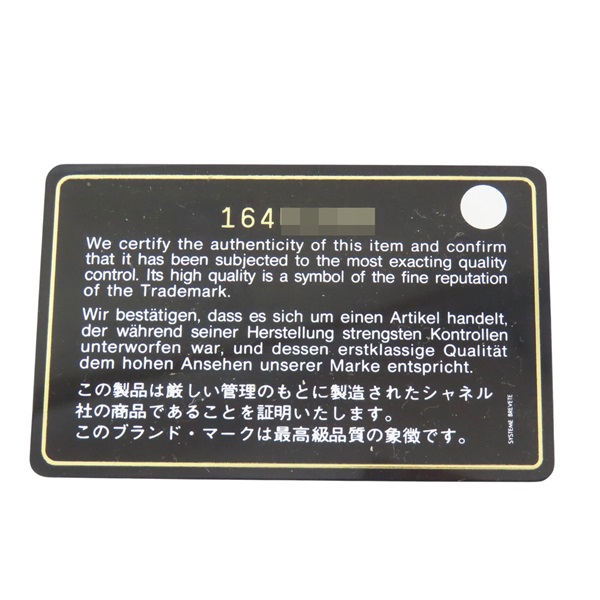 164
We certify the authenticity of this item and confirm
that it has been subjected to the most exacting quality
control. Its high quality is a symbol of the fine reputation
of the Trademark.
Wir bestätigen, dass es sich um einen Artikel handelt,
der während seiner Herstellung strengsten Kontrollen
unterworfen war, und dessen erstklassige Qualität
dem hohen Ansehen unserer Marke entspricht.
この製品は厳しい管理のもとに製造されたシャネル
社の商品であることを証明いたします。
このブランド・マークは最高級品質の象徴です。
SYSTEME BREVETE